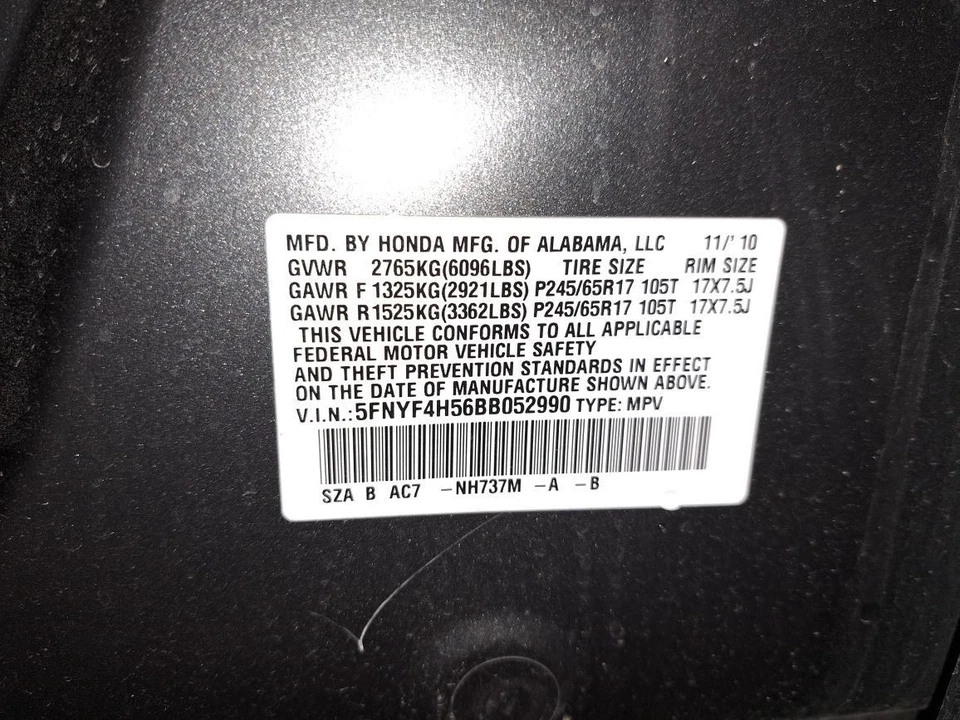 MFD. BY HONDA MFG. OF ALABAMA, LLC 11/'10
GVWR 2765KG(6096LBS) TIRE SIZE RIM SIZE
GAWR F 1325KG(2921LBS) P245/65R17 105T 17X7.5J
GAWR R1525KG(3362LBS) P245/65R17 105T 17X7.5J
THIS VEHICLE CONFORMS TO ALL APPLICABLE
FEDERAL MOTOR VEHICLE SAFETY
AND THEFT PREVENTION STANDARDS IN EFFECT
ON THE DATE OF MANUFACTURE SHOWN ABOVE.
V.I.N.:5FNYF4H56BB052990 TYPE: MPV
SZA B AC7 -NH737M -A -B